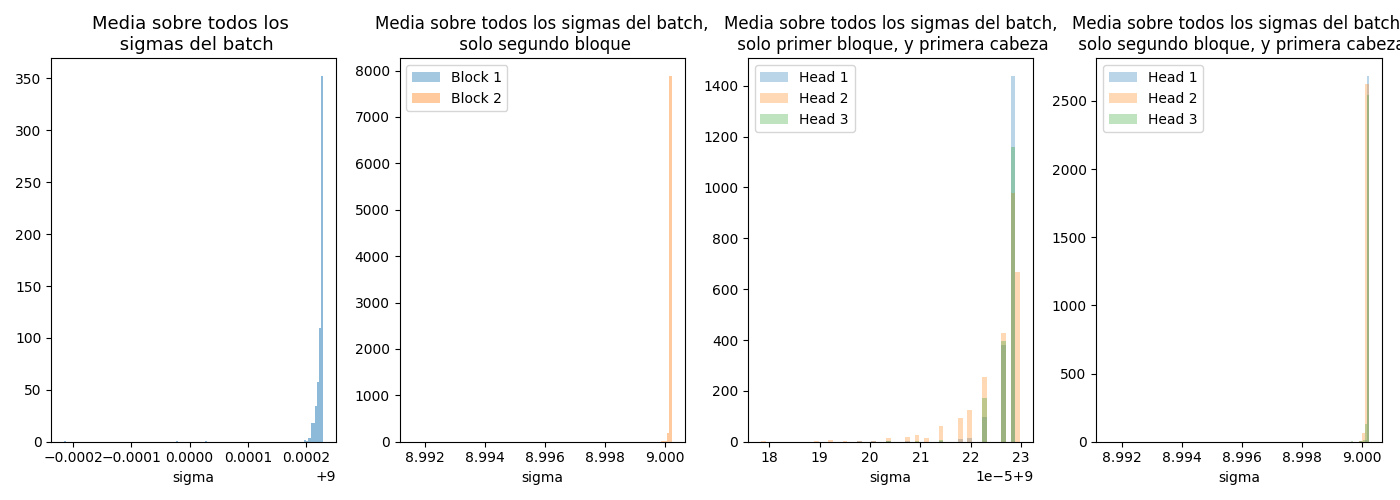 Media sobre todos los
sigmas del batch
350
300
250
200
150
100
50
0
−0.0002 −0.0001 0.0000 0.0001 0.0002
+9
sigma
Media sobre todos los sigmas del batch,
solo segundo bloque
Block 1
Block 2
8000
7000
6000
5000
4000
3000
2000
1000
0
8.992 8.994 8.996 8.998 9.000
sigma
Media sobre todos los sigmas del batch,
solo primer bloque, y primera cabeza
Head 1
Head 2
Head 3
1400
1200
1000
800
600
400
200
0
18 19 20 21 22 23
1e−5+9
sigma
Media sobre todos los sigmas del batch
solo segundo bloque, y primera cabeza
Head 1
Head 2
Head 3
2500
2000
1500
1000
500
0
8.992 8.994 8.996 8.998 9.000
sigma